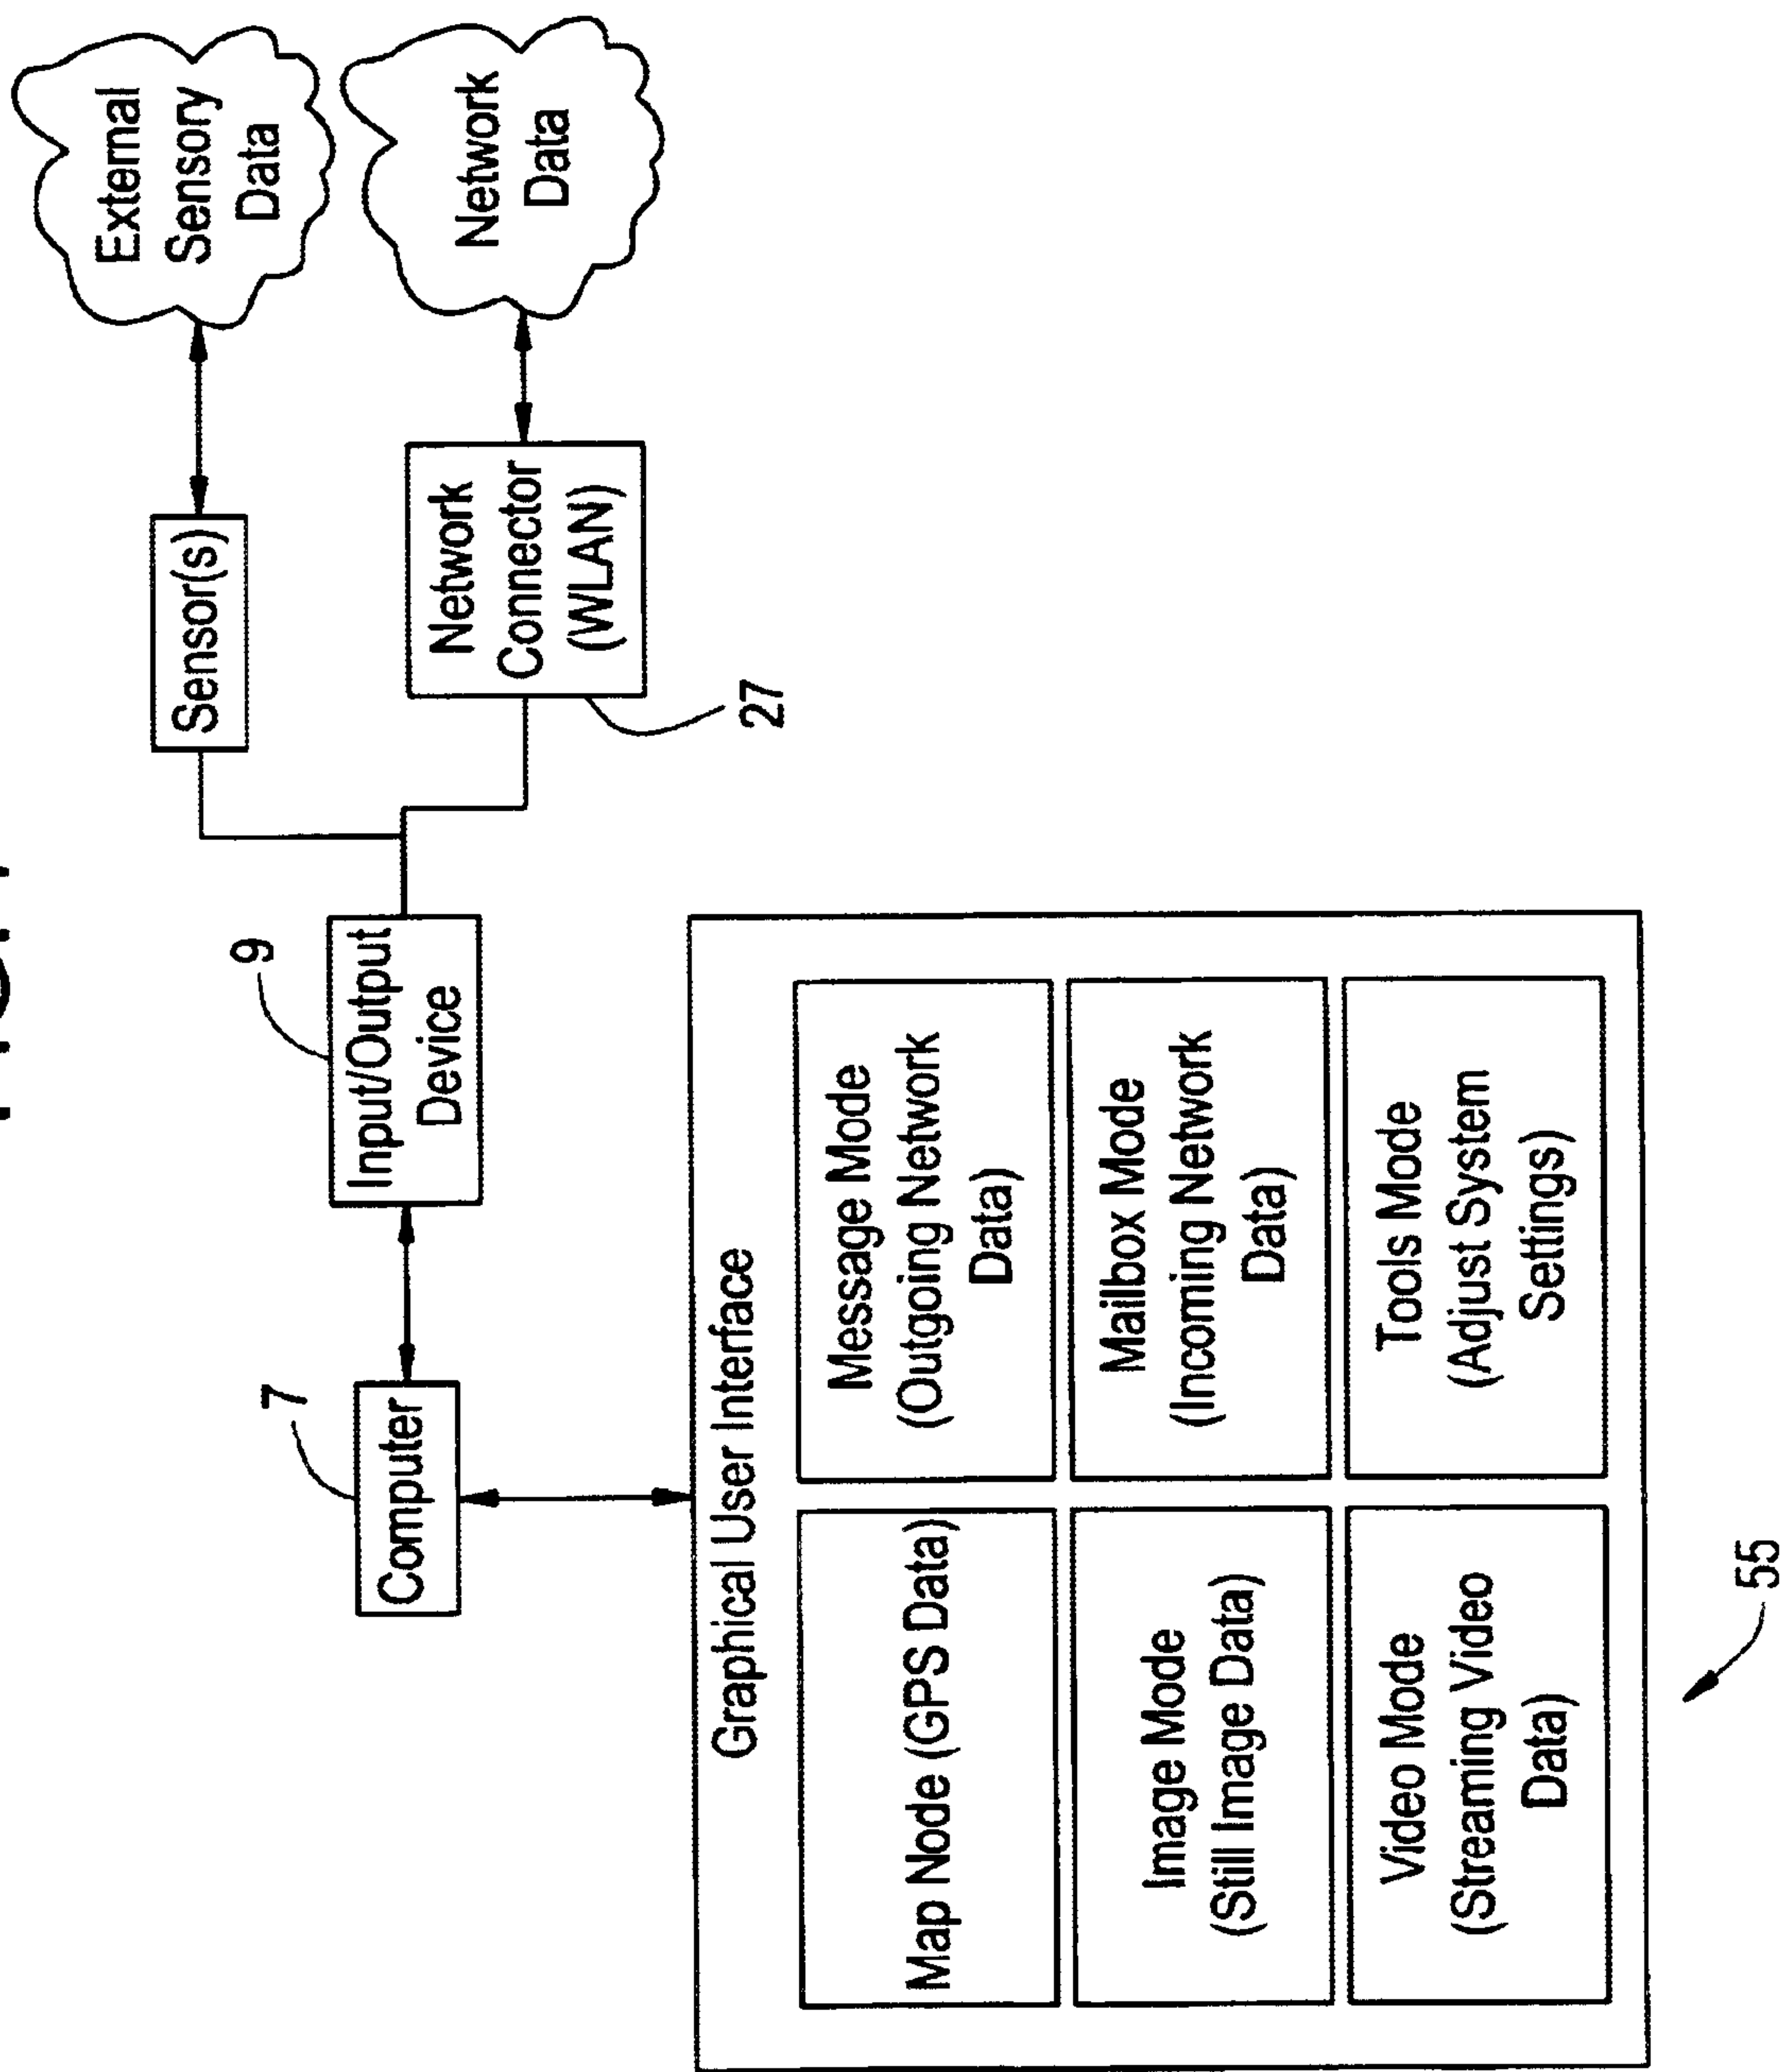 External
Sensory
Data
Network
Data
Sensor(s)
Network
Connector
(WLAN)
27
9
Input/Output
Device
7
Computer
Graphical User Interface
Map Node (GPS Data)
Message Mode
(Outgoing Network
Data)
Image Mode
(Still Image Data)
Mailbox Mode
(Incoming Network
Data)
Video Mode
(Streaming Video
Data)
Tools Mode
(Adjust System
Settings)
55